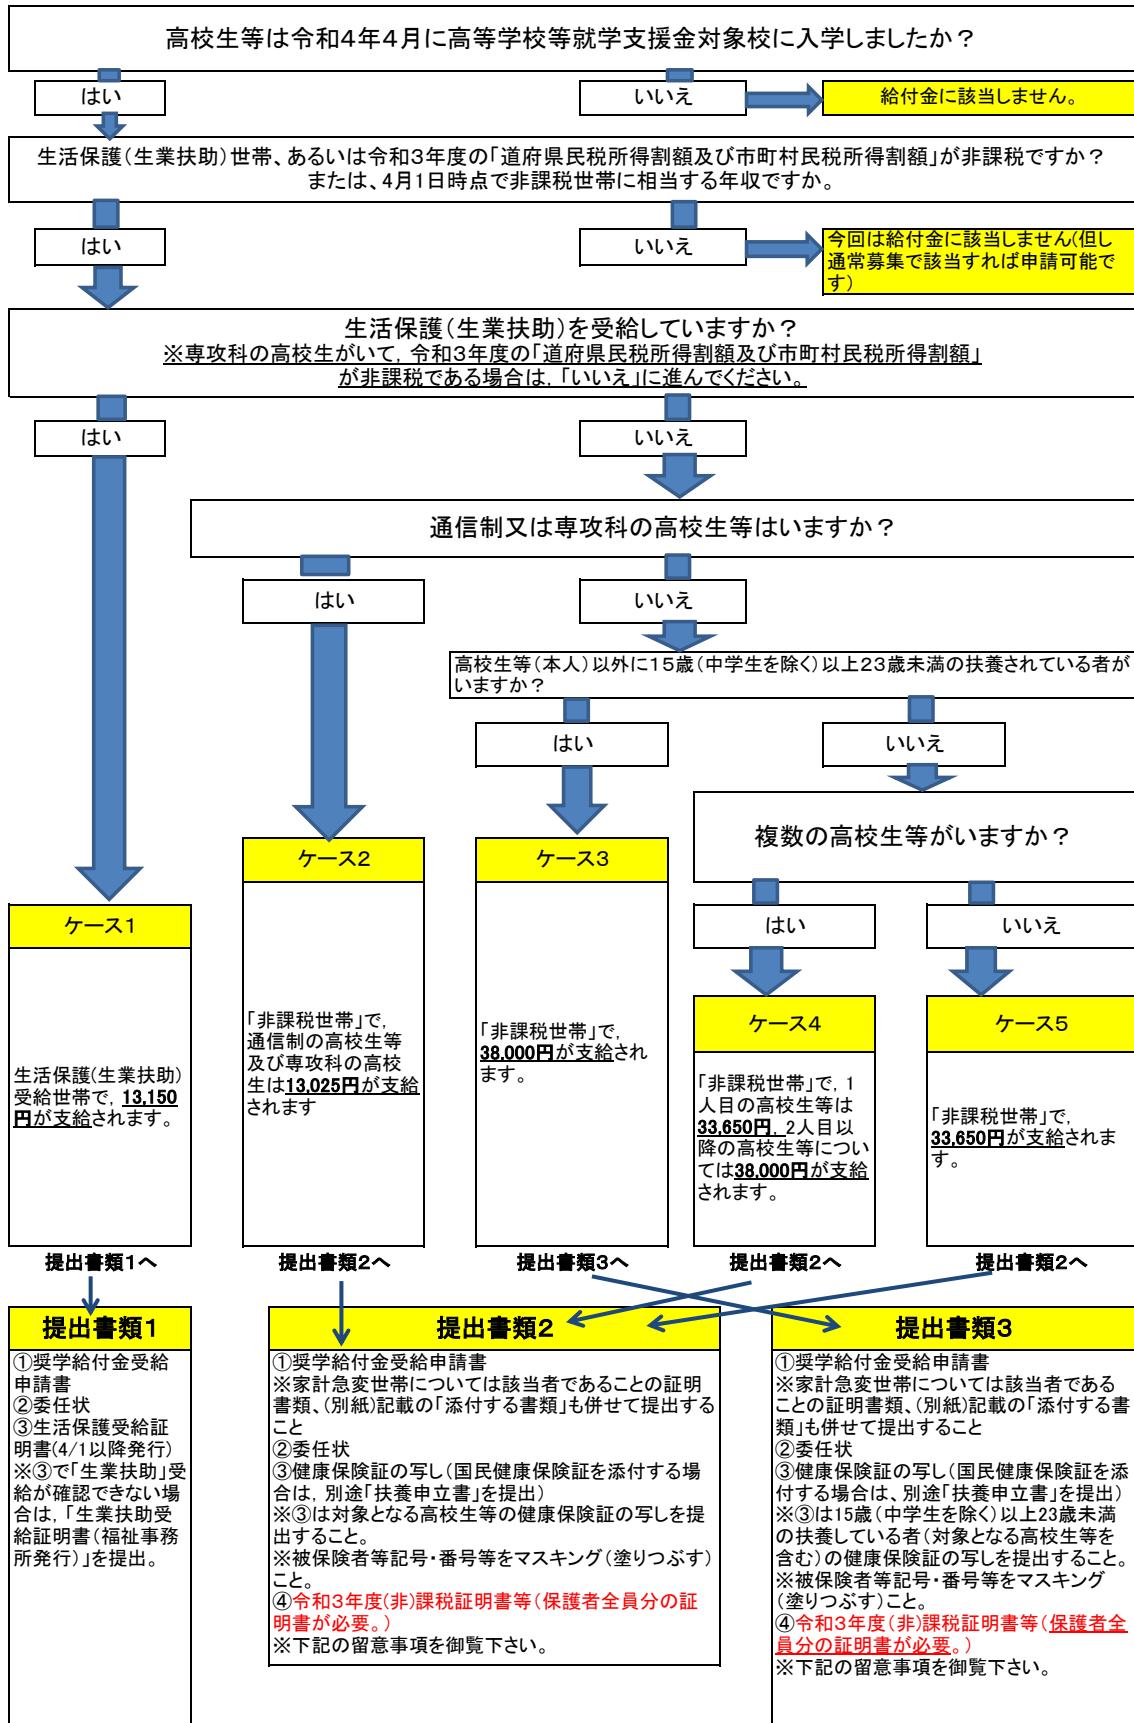 高校生等は令和4年4月に高等学校等就学支援金対象校に入学しましたか？
はい
いいえ
給付金に該当しません。
生活保護（生業扶助）世帯、あるいは令和3年度の「道府県民税所得割額及び市町村民税所得割額」が非課税ですか？
または、4月1日時点で非課税世帯に相当する年収ですか。
はい
いいえ
今回は給付金に該当しません(但し
通常募集で該当すれば申請可能で
す）
生活保護（生業扶助）を受給していますか？
※専攻科の高校生がいて，令和3年度の「道府県民税所得割額及び市町村民税所得割額」
が非課税である場合は，「いいえ」に進んでください。
はい
いいえ
通信制又は専攻科の高校生等はいますか？
はい
いいえ
高校生等（本人）以外に15歳（中学生を除く）以上23歳未満の扶養されている者が
いますか？
はい
いいえ
複数の高校生等がいますか？
はい
いいえ
ケース1
生活保護(生業扶助)
受給世帯で，13,150
円が支給されます。
提出書類1へ
ケース2
「非課税世帯」で，
通信制の高校生等
及び専攻科の高校
生は13,025円が支給
されます
提出書類2へ
ケース3
「非課税世帯」で，
38,000円が支給され
ます。
提出書類3へ
ケース4
「非課税世帯」で，1
人目の高校生等は
33,650円，2人目以
降の高校生等につい
ては38,000円が支給
されます。
提出書類2へ
ケース5
「非課税世帯」で，
33,650円が支給されま
す。
提出書類2へ
提出書類1
①奨学給付金受給
申請書
②委任状
③生活保護受給証
明書(4/1以降発行）
※③で「生業扶助」受
給が確認できない場
合は，「生業扶助受
給証明書（福祉事務
所発行）」を提出。
提出書類2
①奨学給付金受給申請書
※家計急変世帯については該当者であることの証明
書類、（別紙）記載の「添付する書類」も併せて提出する
こと
②委任状
③健康保険証の写し（国民健康保険証を添付する場
合は，別途「扶養申立書」を提出）
※③は対象となる高校生等の健康保険証の写しを提
出すること。
※被保険者等記号・番号等をマスキング（塗りつぶす）
こと。
④令和3年度(非)課税証明書等（保護者全員分の証
明書が必要。）
※下記の留意事項を御覧下さい。
提出書類3
①奨学給付金受給申請書
※家計急変世帯については該当者である
ことの証明書類、（別紙）記載の「添付する書
類」も併せて提出すること
②委任状
③健康保険証の写し（国民健康保険証を添
付する場合は、別途「扶養申立書」を提出）
※③は15歳（中学生を除く）以上23歳未満
の扶養している者（対象となる高校生等を
含む）の健康保険証の写しを提出すること。
※被保険者等記号・番号等をマスキング
（塗りつぶす）こと。
④令和3年度(非)課税証明書等（保護者全
員分の証明書が必要。）
※下記の留意事項を御覧下さい。